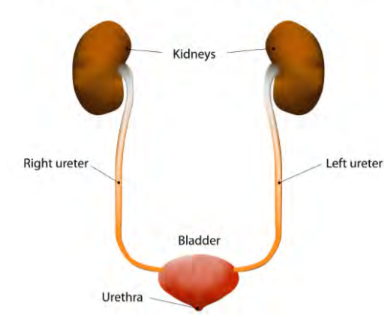 Kidneys
Right ureter
Left ureter
Bladder
Urethra